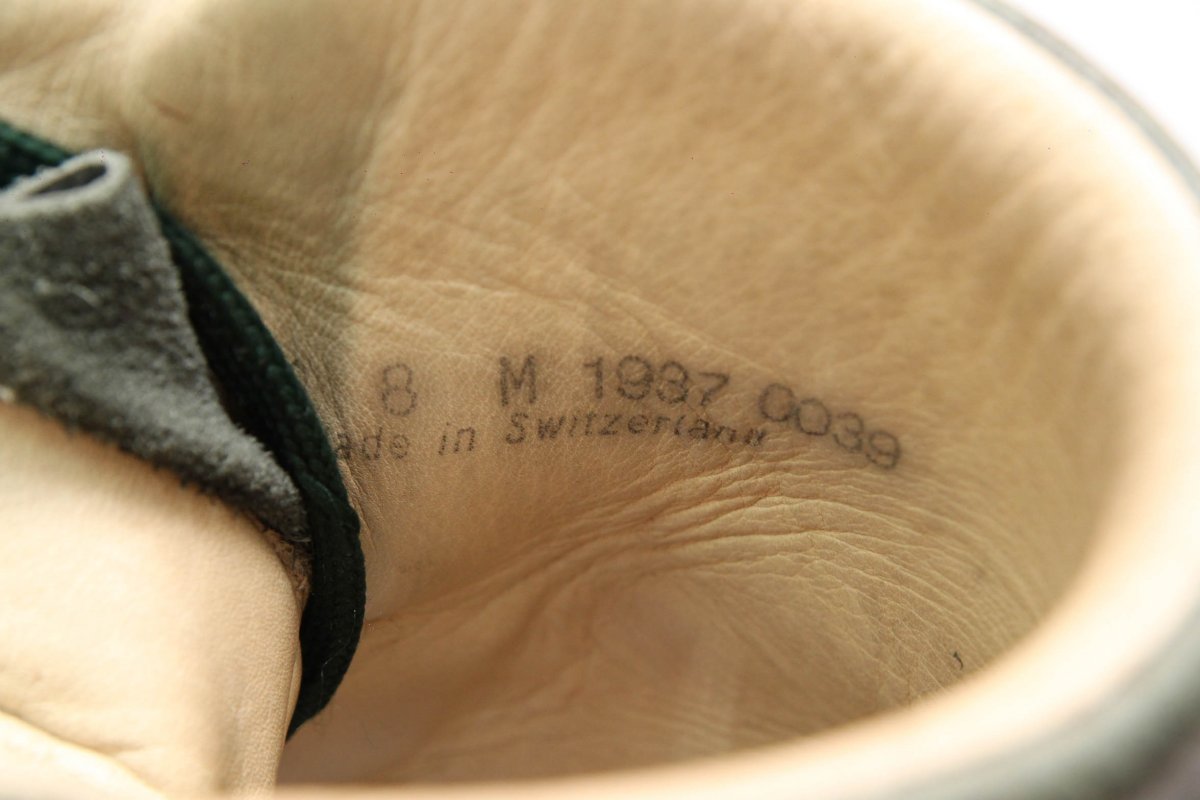 8 M 1937 0039
ade in Switzerland